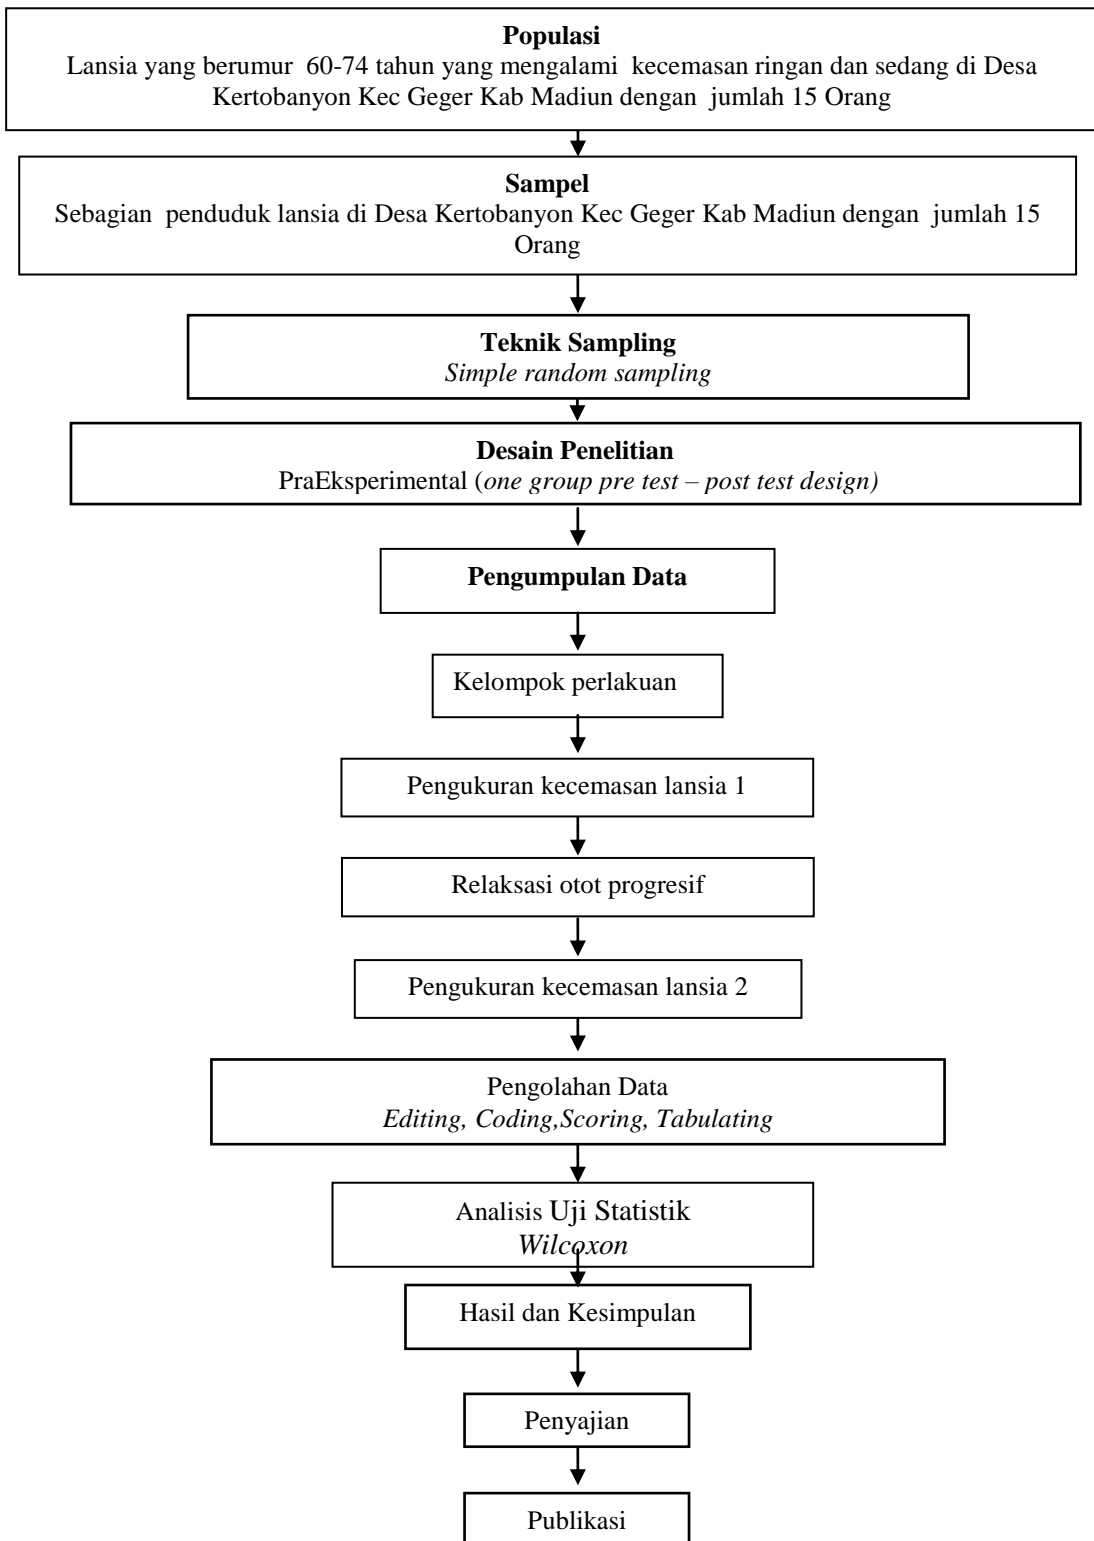 Populasi
Lansia yang berumur 60-74 tahun yang mengalami kecemasan ringan dan sedang di Desa
Kertobanyon Kec Geger Kab Madiun dengan jumlah 15 Orang
Sampel
Sebagian penduduk lansia di Desa Kertobanyon Kec Geger Kab Madiun dengan jumlah 15
Orang
Teknik Sampling
Simple random sampling
Desain Penelitian
PraEksperimental (one group pre test – post test design)
Pengumpulan Data
Kelompok perlakuan
Pengukuran kecemasan lansia 1
Relaksasi otot progresif
Pengukuran kecemasan lansia 2
Pengolahan Data
Editing, Coding,Scoring, Tabulating
Analisis Uji Statistik
Wilcoxon
Hasil dan Kesimpulan
Penyajian
Publikasi